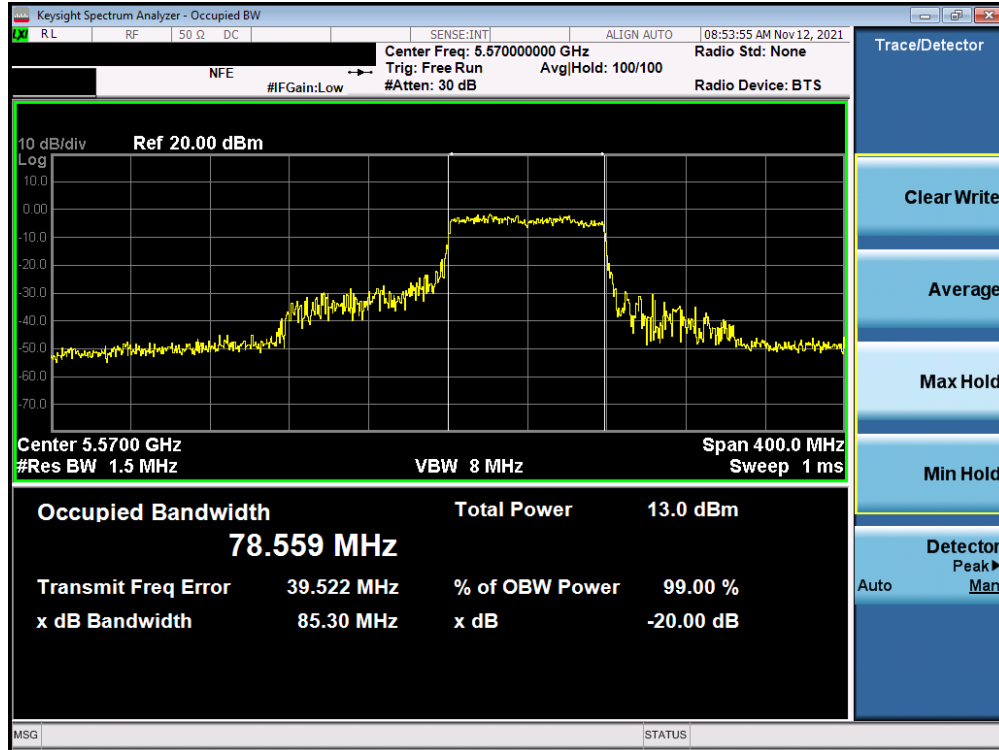 Keysight Spectrum Analyzer - Occupied BW
LXI RL RF 50 Ω DC SENSE:INT ALIGN AUTO 08:53:55 AM Nov 12, 2021
Center Freq: 5.570000000 GHz Radio Std: None
NFE Trig: Free Run Avg|Hold: 100/100
#IFGain:Low #Atten: 30 dB Radio Device: BTS
Trace/Detector
10 dB/div Ref 20.00 dBm
Log
10.0
0.00
-10.0
-20.0
-30.0
-40.0
-50.0
-60.0
-70.0
Center 5.5700 GHz Span 400.0 MHz
#Res BW 1.5 MHz VBW 8 MHz Sweep 1 ms
Occupied Bandwidth Total Power 13.0 dBm
78.559 MHz
Transmit Freq Error 39.522 MHz % of OBW Power 99.00 %
x dB Bandwidth 85.30 MHz x dB -20.00 dB
Clear Write
Average
Max Hold
Min Hold
Detector
Peak▶
Auto Man
MSG STATUS